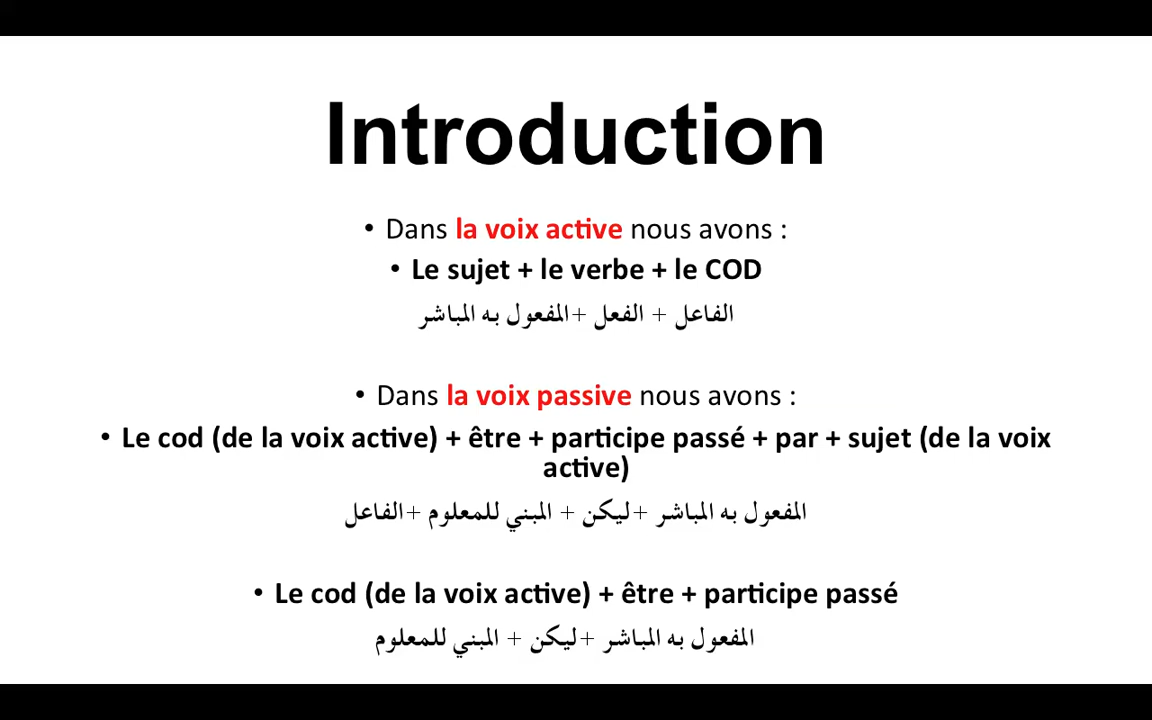 Introduction
• Dans la voix active nous avons :
• Le sujet + le verbe + le COD
الفاعل + الفعل +المفعول به المباشر
• Dans la voix passive nous avons :
• Le cod (de la voix active) + être + participe passé + par + sujet (de la voix
active)
المفعول به المباشر +ليكن + المبني للمعلوم +الفاعل
• Le cod (de la voix active) + être + participe passé
المفعول به المباشر +ليكن + المبني للمعلوم